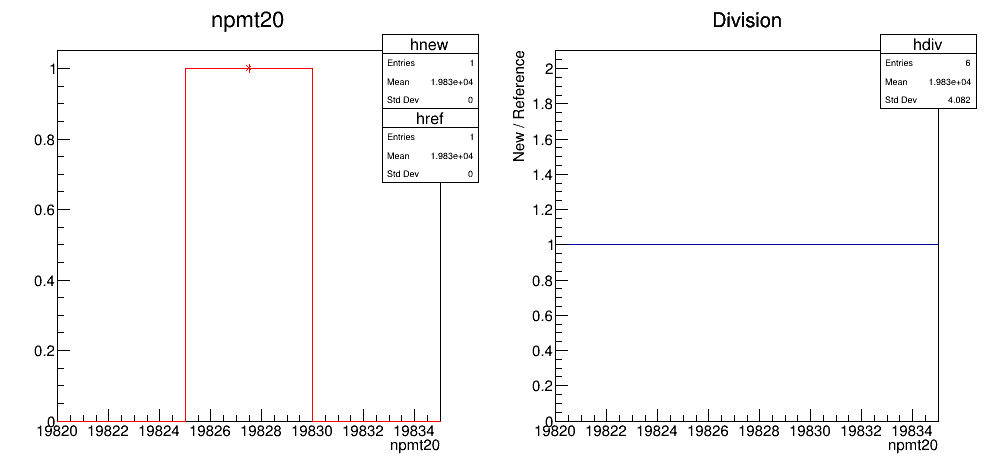 npmt20
hnew
Entries 1
Mean 1.983e+04
Std Dev 0
href
Entries 1
Mean 1.983e+04
Std Dev 0
1
0.8
0.6
0.4
0.2
0
19820 19822 19824 19826 19828 19830 19832 19834
npmt20
Division
hdiv
Entries 6
Mean 1.983e+04
Std Dev 4.082
New / Reference
2
1.8
1.6
1.4
1.2
1
0.8
0.6
0.4
0.2
0
19820 19822 19824 19826 19828 19830 19832 19834
npmt20